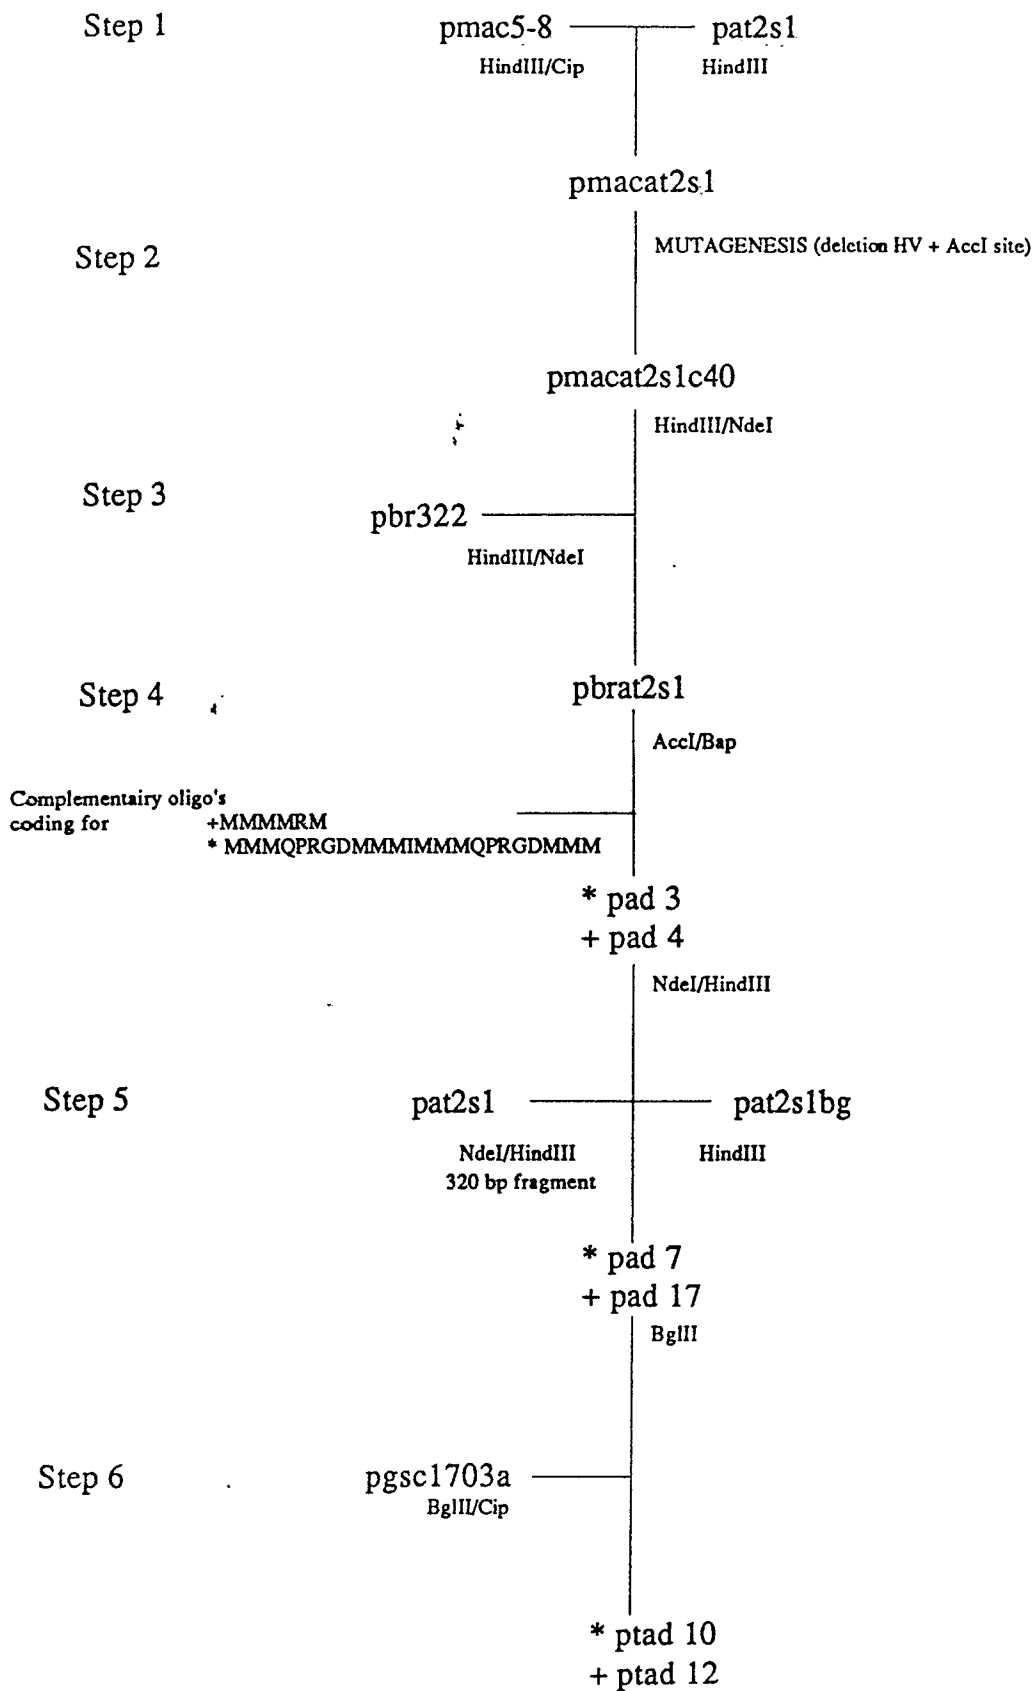 Step 1
pmac5-8
pat2s1
HindIII/Cip
HindIII
pmacat2s1
Step 2
MUTAGENESIS (deletion HV + AccI site)
pmacat2s1c40
HindIII/NdeI
Step 3
pbr322
HindIII/NdeI
Step 4
pbrat2s1
AccI/Bap
Complementairy oligo's
coding for +MMMMRM
* MMMQPRGDMMMIMMMQPRGDMMM
* pad 3
+ pad 4
NdeI/HindIII
Step 5
pat2s1
pat2s1bg
NdeI/HindIII
HindIII
320 bp fragment
* pad 7
+ pad 17
BglII
Step 6
pgsc1703a
BglII/Cip
* ptad 10
+ ptad 12